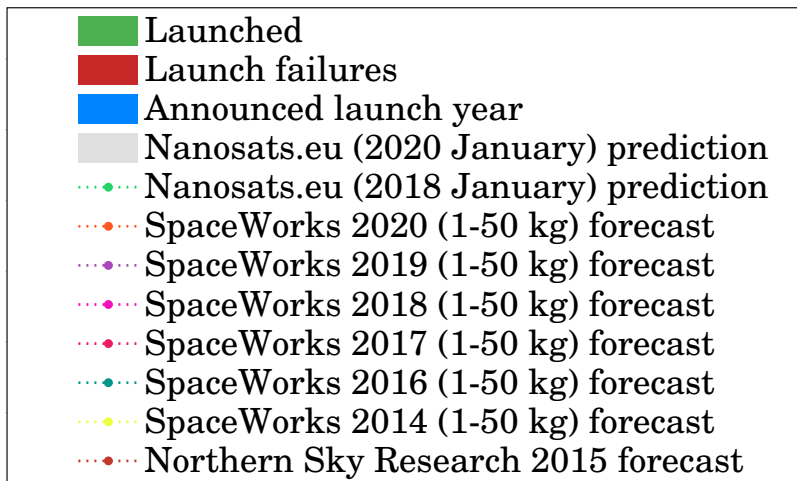 Launched
Launch failures
Announced launch year
Nanosats.eu (2020 January) prediction
Nanosats.eu (2018 January) prediction
SpaceWorks 2020 (1-50 kg) forecast
SpaceWorks 2019 (1-50 kg) forecast
SpaceWorks 2018 (1-50 kg) forecast
SpaceWorks 2017 (1-50 kg) forecast
SpaceWorks 2016 (1-50 kg) forecast
SpaceWorks 2014 (1-50 kg) forecast
Northern Sky Research 2015 forecast